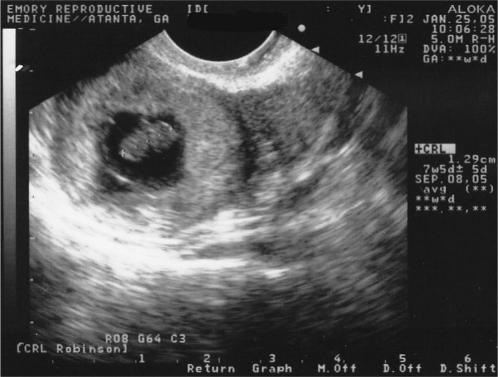 EMORY REPRODUCTIVE ID[ : Y] ALOKA
MEDICINE//ATANTA, GA :F]2 JAN.25.05
10:06:28
12/12 5.0M R-H
11Hz DVA: 100%
GA:**w*d
+CRL
1.29cm
7w5d± 5d
SEP.08.05
avg (**)
**w*d
***.**.**
R08 G64 C3
[CRL Robinson]
1 2 3 4 5 6
Return Graph M.Off D.Off D.Shift